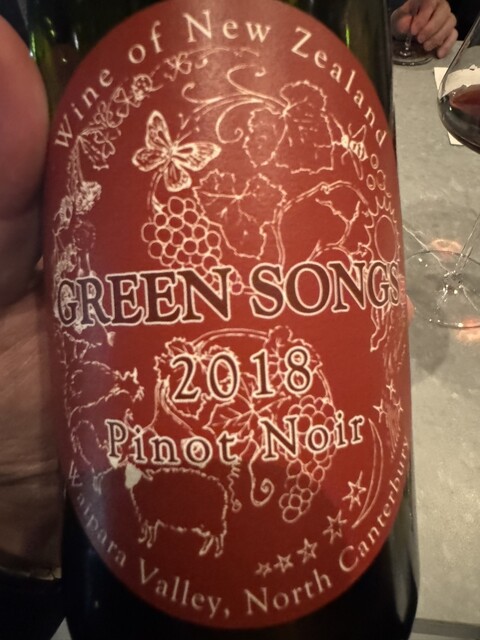 Wine of New Zealand
GREEN SONGS
2018
Pinot Noir
Waipara Valley, North Canterbury